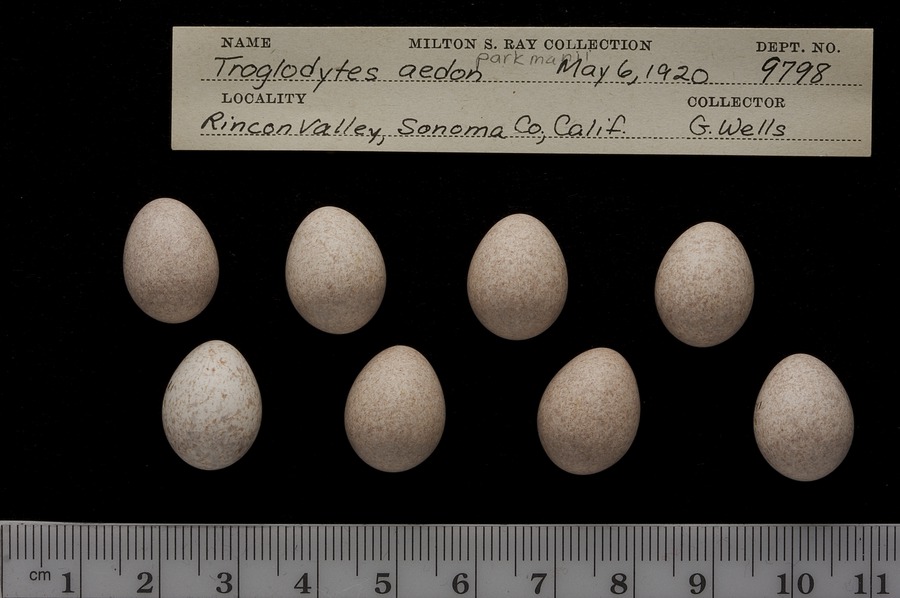 NAME MILTON S. RAY COLLECTION DEPT. NO.
parkmanii
Troglodytes aedon May 6, 1920 9798
LOCALITY COLLECTOR
Rincon Valley, Sonoma Co., Calif. G. Wells
cm 1 2 3 4 5 6 7 8 9 10 11